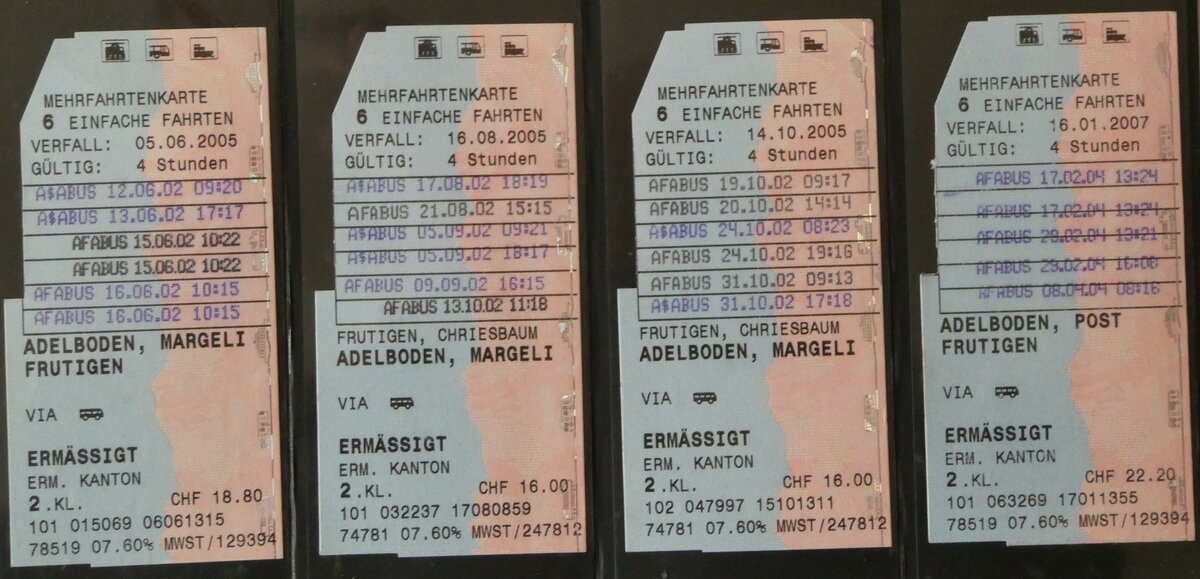 MEHRFAHRTENKARTE
6 EINFACHE FAHRTEN
VERFALL: 05.06.2005
GÜLTIG: 4 Stunden
A$ABUS 12.06.02 09:20
A$ABUS 13.06.02 17:17
AFABUS 15.06.02 10:22
AFABUS 15.06.02 10:22
AFABUS 16.06.02 10:15
AFABUS 16.06.02 10:15
ADELBODEN, MARGELI
FRUTIGEN
VIA
ERMÄSSIGT
ERM. KANTON
2.KL. CHF 18.80
101 015069 06061315
78519 07.60% MWST/129394
MEHRFAHRTENKARTE
6 EINFACHE FAHRTEN
VERFALL: 16.08.2005
GÜLTIG: 4 Stunden
A$ABUS 17.08.02 18:19
AFABUS 21.08.02 15:15
A$ABUS 05.09.02 09:21
A$ABUS 05.09.02 18:17
AFABUS 09.09.02 16:15
AFABUS 13.10.02 11:18
FRUTIGEN, CHRIESBAUM
ADELBODEN, MARGELI
VIA
ERMÄSSIGT
ERM. KANTON
2.KL. CHF 16.00
101 032237 17080859
74781 07.60% MWST/247812
MEHRFAHRTENKARTE
6 EINFACHE FAHRTEN
VERFALL: 14.10.2005
GÜLTIG: 4 Stunden
AFABUS 19.10.02 09:17
AFABUS 20.10.02 14:14
A$ABUS 24.10.02 08:23
AFABUS 24.10.02 19:16
AFABUS 31.10.02 09:13
A$ABUS 31.10.02 17:18
FRUTIGEN, CHRIESBAUM
ADELBODEN, MARGELI
VIA
ERMÄSSIGT
ERM. KANTON
2.KL. CHF 16.00
102 047997 15101311
74781 07.60% MWST/247812
MEHRFAHRTENKARTE
6 EINFACHE FAHRTEN
VERFALL: 16.01.2007
GÜLTIG: 4 Stunden
AFABUS 17.02.04 13:24
AFABUS 17.02.04 13:24
AFABUS 28.02.04 13:21
AFABUS 29.02.04 16:06
AFABUS 08.04.04 08:16
ADELBODEN, POST
FRUTIGEN
VIA
ERMÄSSIGT
ERM. KANTON
2.KL. CHF 22.20
101 063269 17011355
78519 07.60% MWST/129394